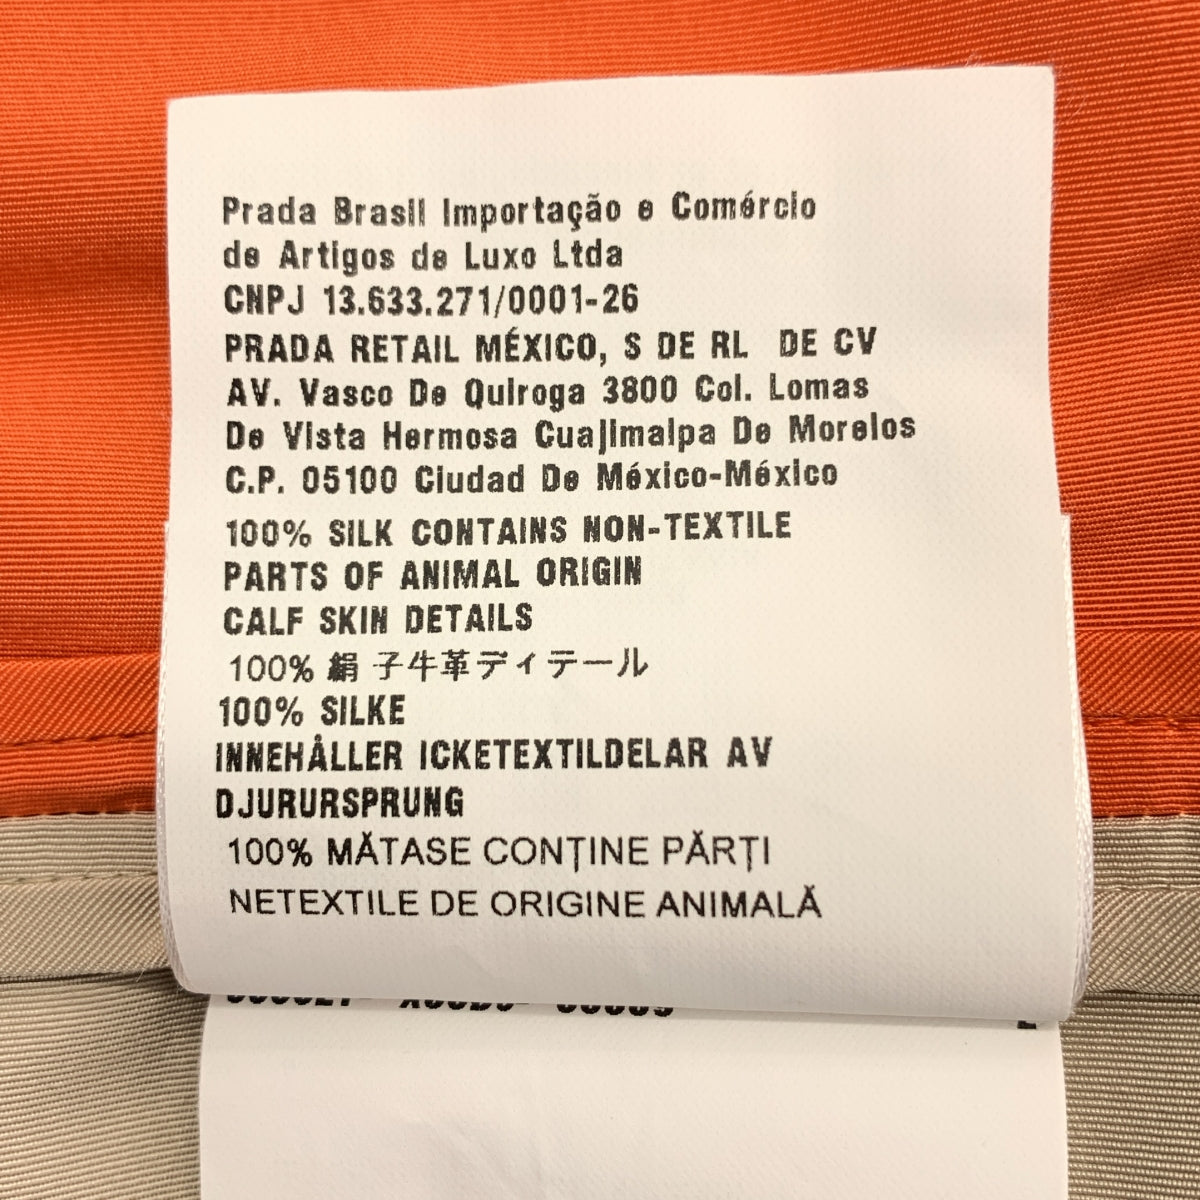 Prada Brasil Importação e Comércio
de Artigos de Luxo Ltda
CNPJ 13.633.271/0001-26
PRADA RETAIL MÉXICO, S DE RL DE CV
AV. Vasco De Quiroga 3800 Col. Lomas
De Vista Hermosa Cuajimalpa De Morelos
C.P. 05100 Ciudad De México-México
100% SILK CONTAINS NON-TEXTILE
PARTS OF ANIMAL ORIGIN
CALF SKIN DETAILS
100% 絹 子牛革ディテール
100% SILKE
INNEHÅLLER ICKETEXTILDELAR AV
DJURURSPRUNG
100% MĂTASE CONȚINE PĂRȚI
NETEXTILE DE ORIGINE ANIMALĂ